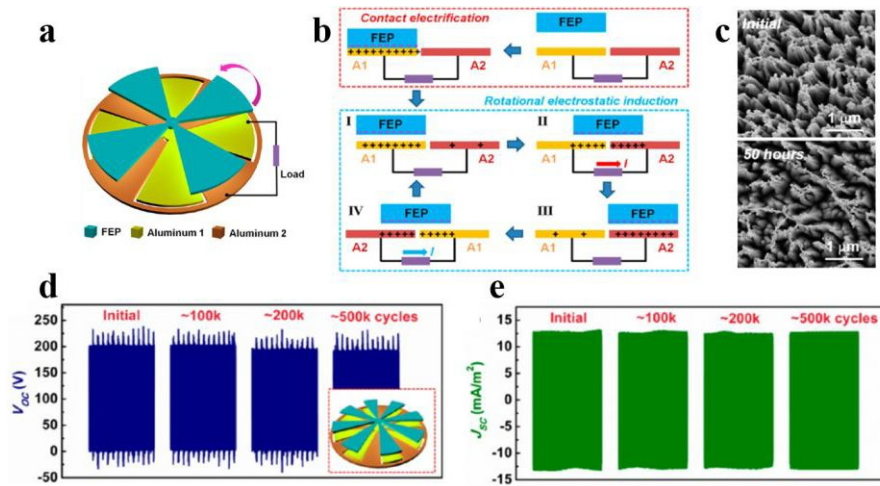 a
Load
FEP Aluminum 1 Aluminum 2
b
Contact electrification
FEP
+++++++++
A1
A2
FEP
A1
A2
Rotational electrostatic induction
I
FEP
++++++++
+ +
A1
A2
II
FEP
+++++ +++++
A1
A2
I
IV
FEP
+++++ +++++
A2
A1
I
III
FEP
+ +
++++++++
A1
A2
c
Initial
1 µm
50 hours
1 µm
d
Initial ~100k ~200k ~500k cycles
250
200
150
100
50
0
-50
VOC (V)
e
Initial ~100k ~200k ~500k cycles
15
10
5
0
-5
-10
-15
JSC (mA/m²)